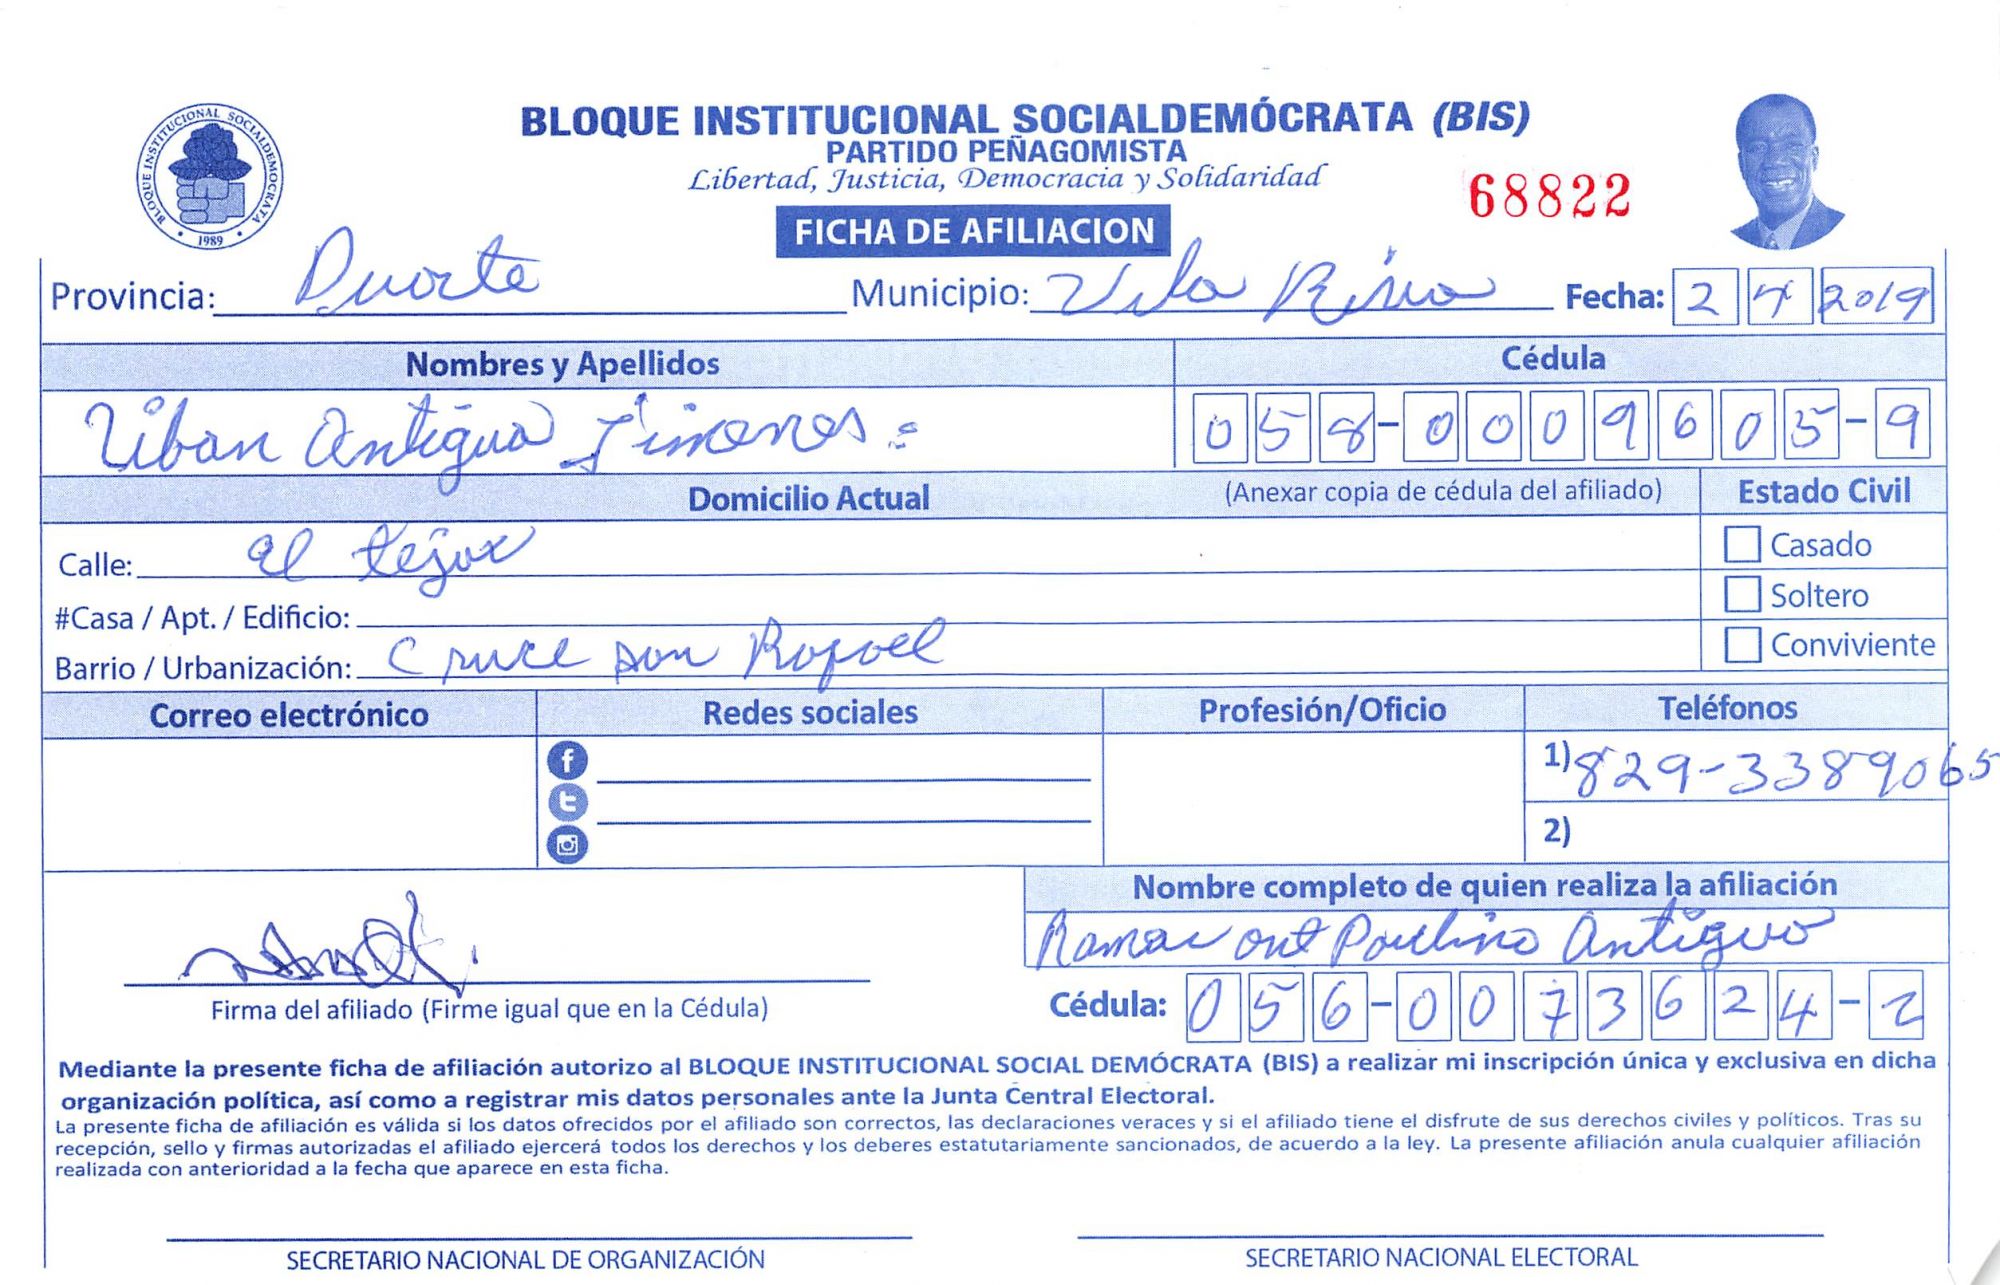 BLOQUE INSTITUCIONAL SOCIALDEMÓCRATA (BIS)
PARTIDO PEÑAGOMISTA
Libertad, Justicia, Democracia y Solidaridad
BLOQUE INSTITUCIONAL SOCIALDEMOCRATA
1989
68822
FICHA DE AFILIACION
Provincia: Duarte Municipio: Villa Riva Fecha: 2 4 2019
Nombres y Apellidos Cédula
Antigua Jimenes 058-0009605-9
Domicilio Actual (Anexar copia de cédula del afiliado) Estado Civil
Calle: El tejar Casado
#Casa / Apt. / Edificio: Soltero
Barrio / Urbanización: Cruce san Rafael Conviviente
Correo electrónico Redes sociales Profesión/Oficio Teléfonos
1) 829-3389065
2)
Nombre completo de quien realiza la afiliación
Ramon ant Paulino Antigua
Firma del afiliado (Firme igual que en la Cédula) Cédula: 056-0073624-2
Mediante la presente ficha de afiliación autorizo al BLOQUE INSTITUCIONAL SOCIAL DEMÓCRATA (BIS) a realizar mi inscripción única y exclusiva en dicha
organización política, así como a registrar mis datos personales ante la Junta Central Electoral.
La presente ficha de afiliación es válida si los datos ofrecidos por el afiliado son correctos, las declaraciones veraces y si el afiliado tiene el disfrute de sus derechos civiles y políticos. Tras su
recepción, sello y firmas autorizadas el afiliado ejercerá todos los derechos y los deberes estatutariamente sancionados, de acuerdo a la ley. La presente afiliación anula cualquier afiliación
realizada con anterioridad a la fecha que aparece en esta ficha.
SECRETARIO NACIONAL DE ORGANIZACIÓN SECRETARIO NACIONAL ELECTORAL